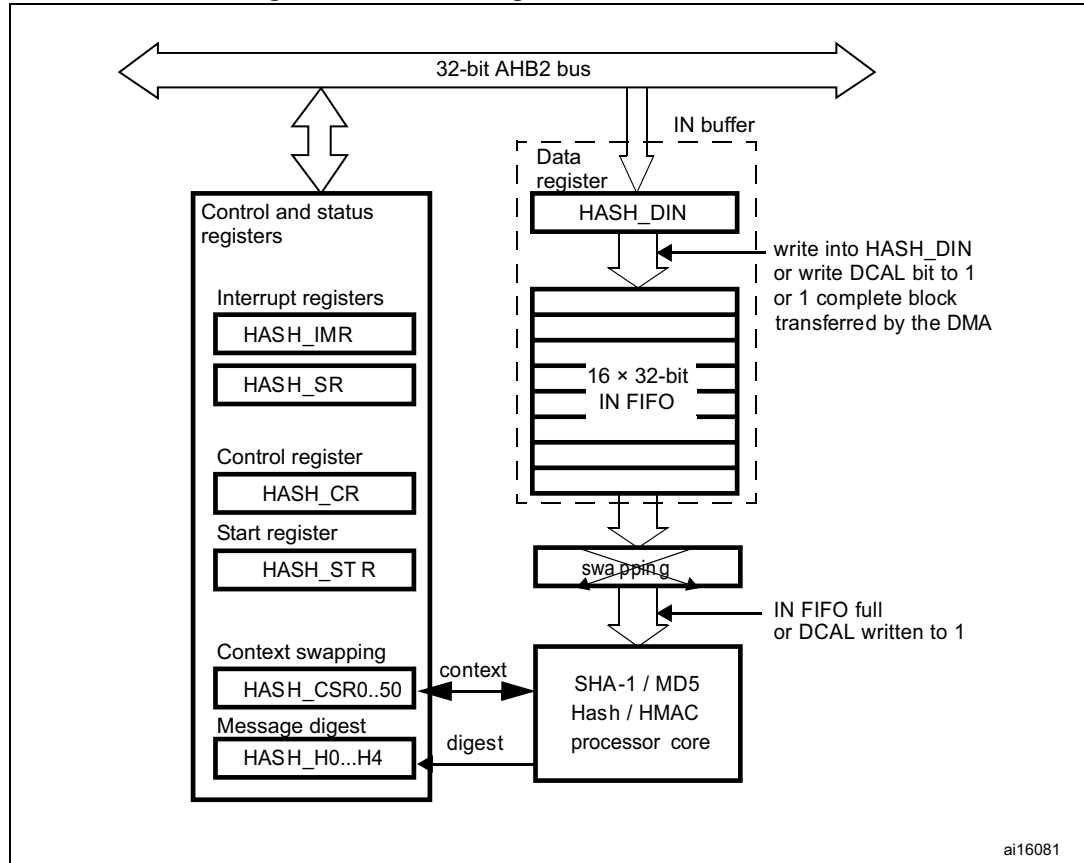 32-bit AHB2 bus
IN buffer
Data
register
HASH_DIN
write into HASH_DIN
or write DCAL bit to 1
or 1 complete block
transferred by the DMA
16 × 32-bit
IN FIFO
swapping
IN FIFO full
or DCAL written to 1
SHA-1 / MD5
Hash / HMAC
processor core
Control and status
registers
Interrupt registers
HASH_IMR
HASH_SR
Control register
HASH_CR
Start register
HASH_STR
Context swapping
HASH_CSR0..50
context
Message digest
HASH_H0...H4
digest
ai16081